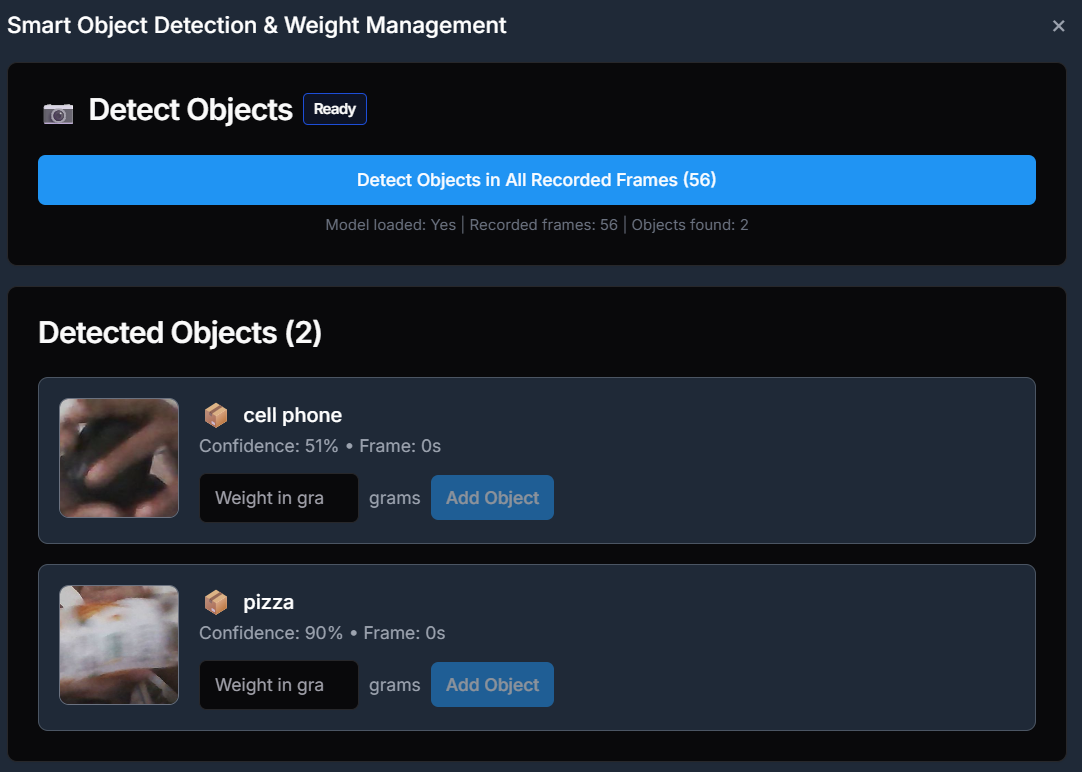 Smart Object Detection & Weight Management
×
Detect Objects Ready
Detect Objects in All Recorded Frames (56)
Model loaded: Yes | Recorded frames: 56 | Objects found: 2
Detected Objects (2)
cell phone
Confidence: 51% • Frame: 0s
Weight in gra grams Add Object
pizza
Confidence: 90% • Frame: 0s
Weight in gra grams Add Object